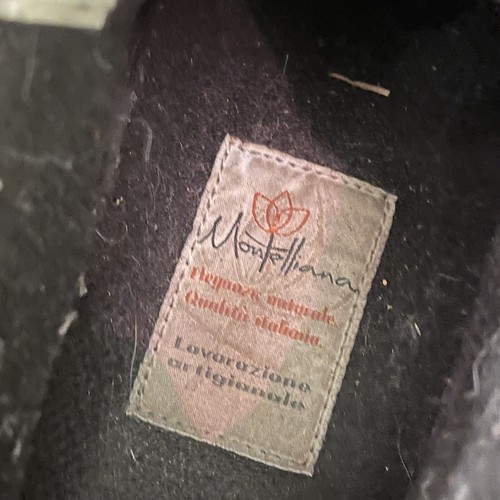 Montelliana
Eleganza naturale.
Qualità italiana.
Lavorazione
artigianale